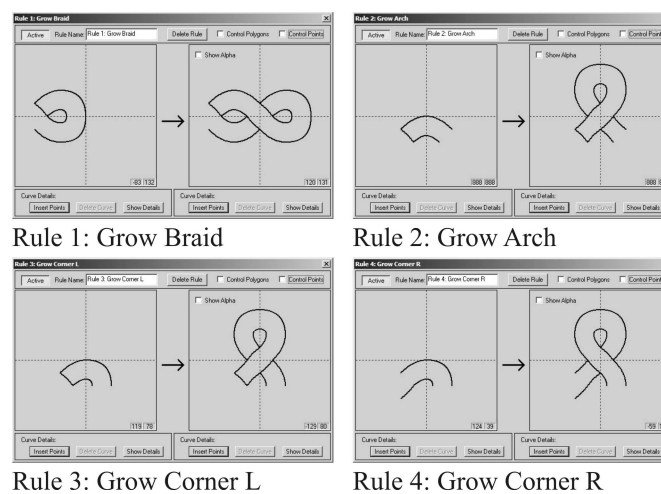 Rule 1: Grow Braid
Active Rule Name: Rule 1: Grow Braid Delete Rule Control Polygons Control Points
Show Alpha
-83 132 120 131
Curve Details: Curve Details:
Insert Points Delete Curve Show Details Insert Points Delete Curve Show Details
Rule 1: Grow Braid
Rule 2: Grow Arch
Active Rule Name: Rule 2: Grow Arch Delete Rule Control Polygons Control Points
Show Alpha
888 888 888
Curve Details: Curve Details:
Insert Points Delete Curve Show Details Insert Points Delete Curve Show Details
Rule 2: Grow Arch
Rule 3: Grow Corner L
Active Rule Name: Rule 3: Grow Corner L Delete Rule Control Polygons Control Points
Show Alpha
119 78 -129 80
Curve Details: Curve Details:
Insert Points Delete Curve Show Details Insert Points Delete Curve Show Details
Rule 3: Grow Corner L
Rule 4: Grow Corner R
Active Rule Name: Rule 4: Grow Corner R Delete Rule Control Polygons Control Points
Show Alpha
124 39 -59
Curve Details: Curve Details:
Insert Points Delete Curve Show Details Insert Points Delete Curve Show Details
Rule 4: Grow Corner R